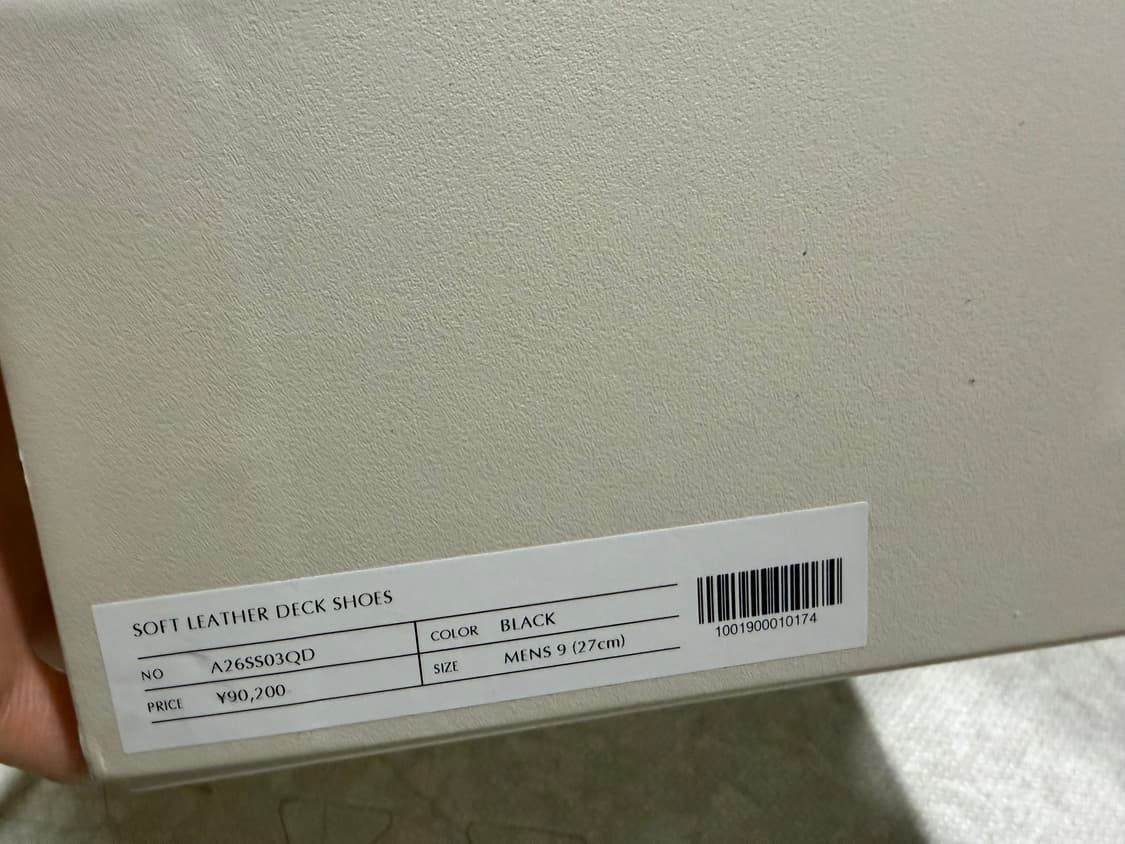 SOFT LEATHER DECK SHOES
NO A26SS03QD
COLOR BLACK
PRICE ¥90,200
SIZE MENS 9 (27cm)
1001900010174